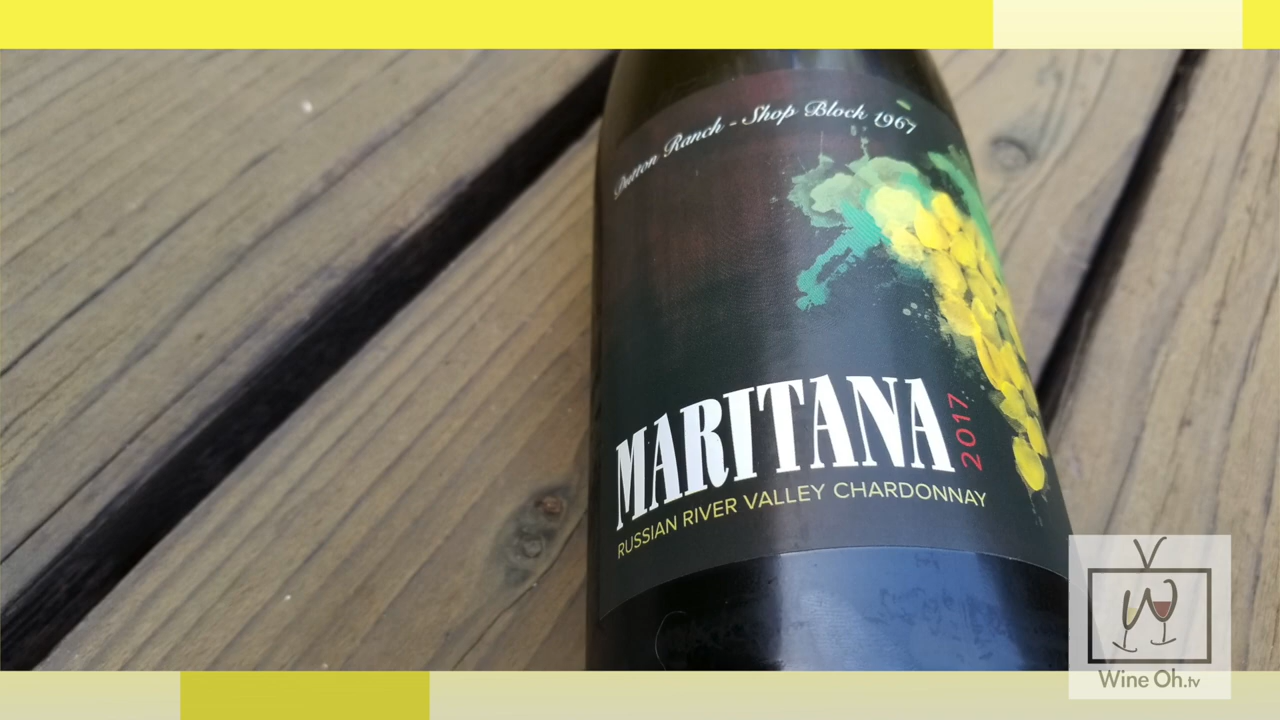 Dutton Ranch - Shop Block 1967
MARITANA
2017
RUSSIAN RIVER VALLEY CHARDONNAY
Wine Oh.tv